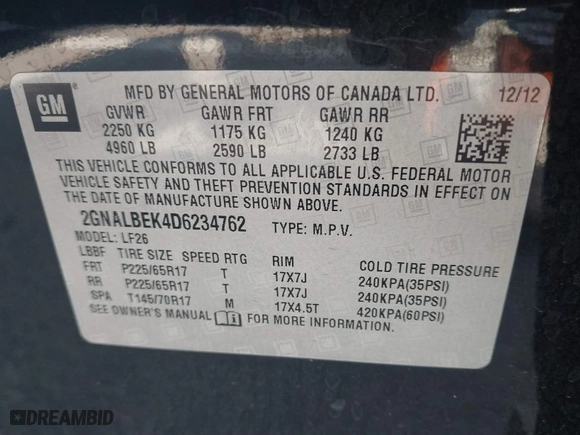 GM
MFD BY GENERAL MOTORS OF CANADA LTD. 12/12
GVWR GAWR FRT GAWR RR
2250 KG 1175 KG 1240 KG
4960 LB 2590 LB 2733 LB
THIS VEHICLE CONFORMS TO ALL APPLICABLE U.S. FEDERAL MOTOR
VEHICLE SAFETY AND THEFT PREVENTION STANDARDS IN EFFECT ON
THE DATE OF MANUFACTURE SHOWN ABOVE.
2GNALBEK4D6234762 TYPE: M.P.V.
MODEL: LF26
LBBF TIRE SIZE SPEED RTG RIM COLD TIRE PRESSURE
FRT P225/65R17 T 17X7J 240KPA(35PSI)
RR P225/65R17 T 17X7J 240KPA(35PSI)
SPA T145/70R17 M 17X4.5T 420KPA(60PSI)
SEE OWNER'S MANUAL FOR MORE INFORMATION.
DREAMBID